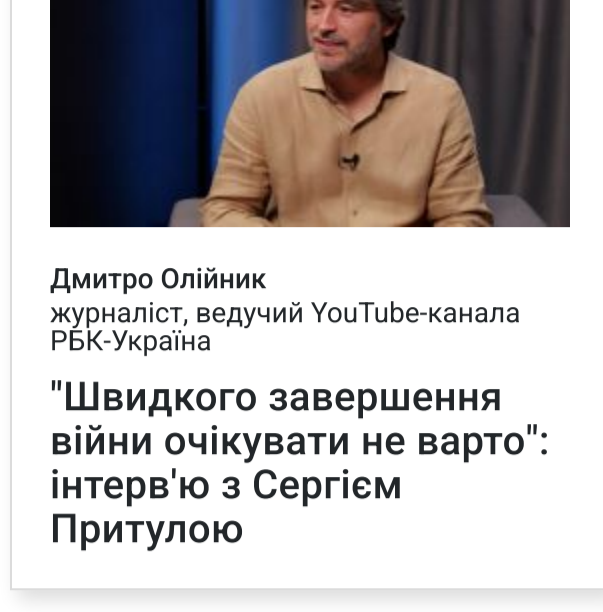 Дмитро Олійник
журналіст, ведучий YouTube-канала
РБК-Україна
"Швидкого завершення
війни очікувати не варто":
інтерв'ю з Сергієм
Притулою